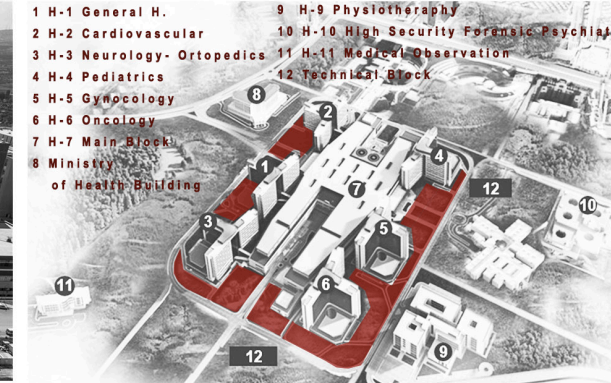 1 H-1 General H.
2 H-2 Cardiovascular
3 H-3 Neurology- Ortopedics
4 H-4 Pediatrics
5 H-5 Gynocology
6 H-6 Oncology
7 H-7 Main Block
8 Ministry
of Health Building
9 H-9 Physiotheraphy
10 H-10 High Security Forensic Psychiat
11 H-11 Medical Observation
12 Technical Block
8
2
4
1
7
12
3
5
10
11
6
12
9